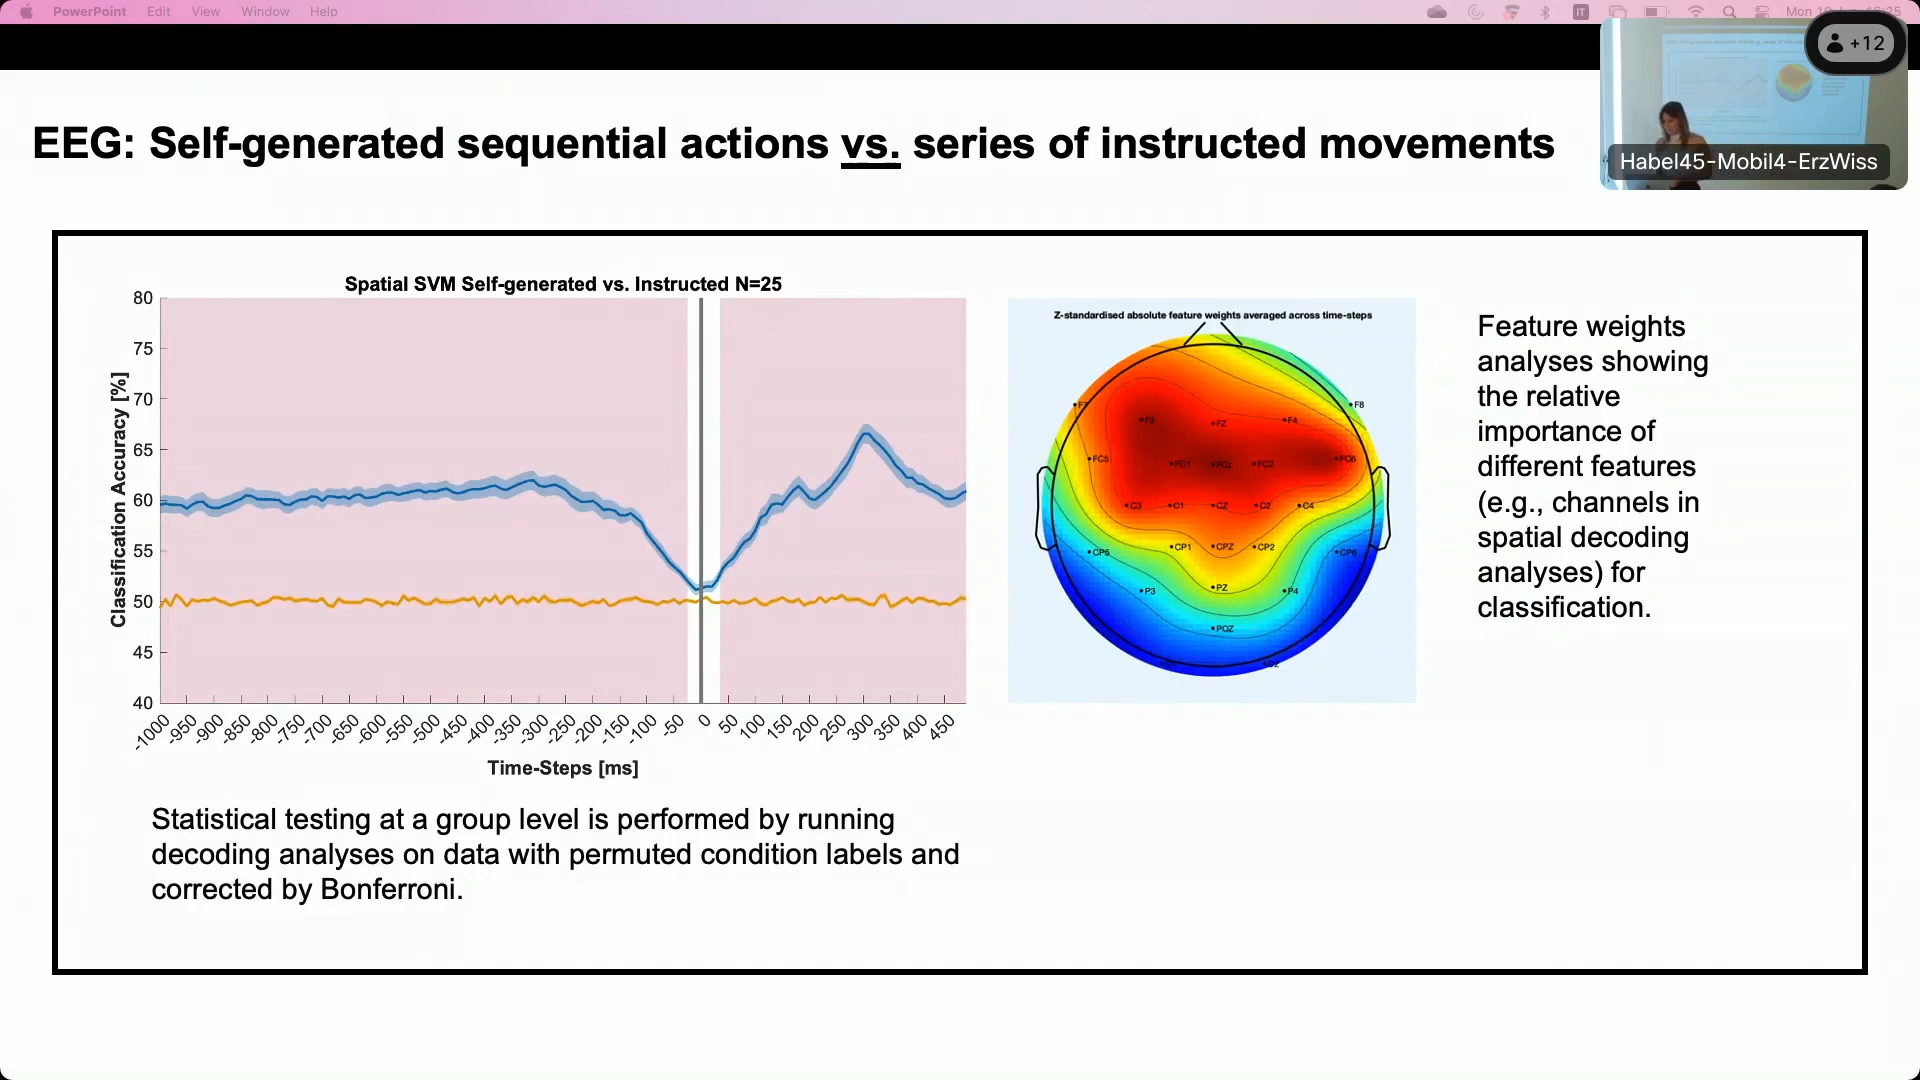 PowerPoint Edit View Window Help
IT
+12
Habel45-Mobil4-ErzWiss
EEG: Self-generated sequential actions vs. series of instructed movements
Spatial SVM Self-generated vs. Instructed N=25
Classification Accuracy [%]
80
75
70
65
60
55
50
45
40
-1000 -950 -900 -850 -800 -750 -700 -650 -600 -550 -500 -450 -400 -350 -300 -250 -200 -150 -100 -50 0 50 100 150 200 250 300 350 400 450
Time-Steps [ms]
Statistical testing at a group level is performed by running
decoding analyses on data with permuted condition labels and
corrected by Bonferroni.
Z-standardised absolute feature weights averaged across time-steps
F7 F8
F3 FZ F4
FC5 FC1 FCz FC2 FC6
C3 C1 CZ C2 C4
CP5 CP1 CPZ CP2 CP6
P3 PZ P4
POZ
Feature weights
analyses showing
the relative
importance of
different features
(e.g., channels in
spatial decoding
analyses) for
classification.